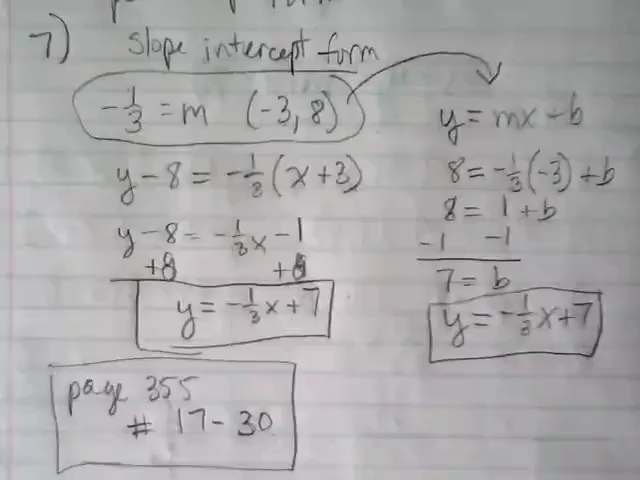 7) slope intercept form
-1/3 = m (-3, 8)
y - 8 = -1/3 (x + 3)
y - 8 = -1/3 x - 1
+8 +8
y = -1/3 x + 7
y = mx - b
8 = -1/3 (-3) + b
8 = 1 + b
-1 -1
7 = b
y = -1/3 x + 7
page 355
# 17 - 30